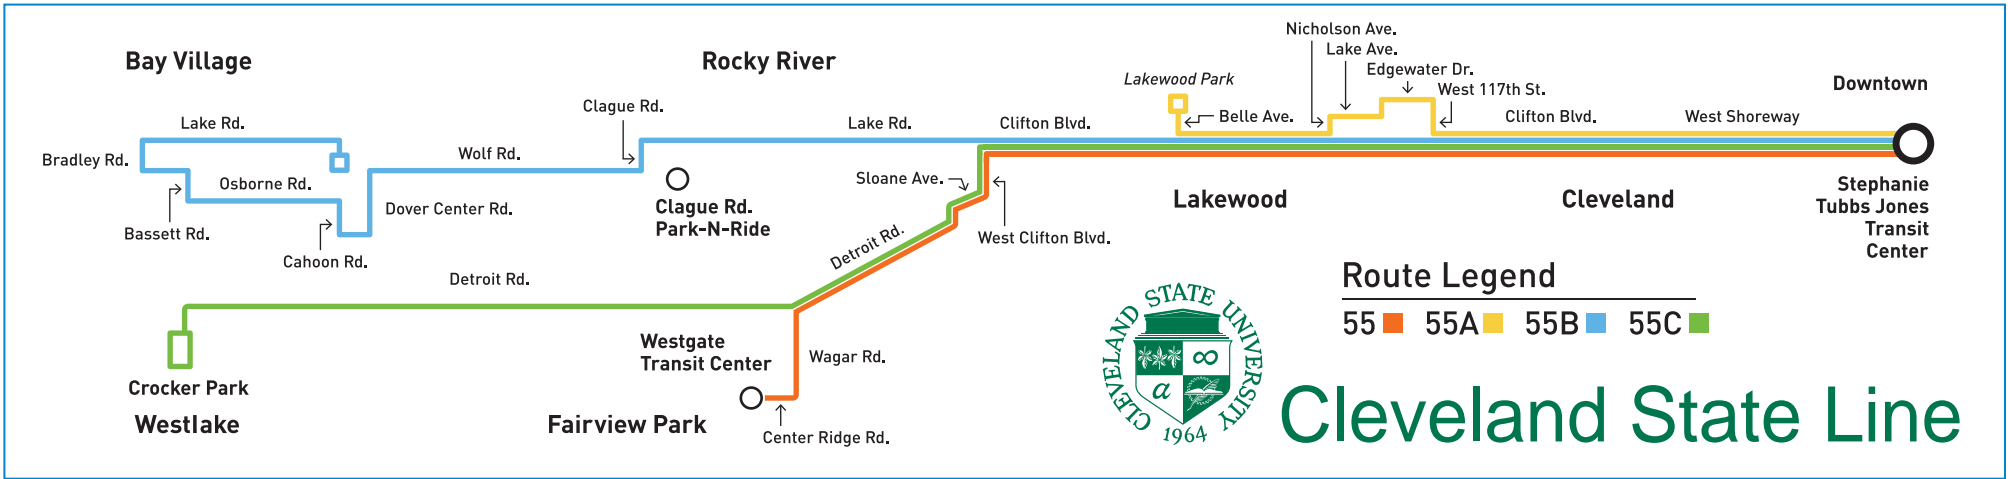 Bay Village
Rocky River
Nicholson Ave.
Lake Ave.
Edgewater Dr.
West 117th St.
Lakewood Park
Belle Ave.
Downtown
Clague Rd.
Lake Rd.
Lake Rd.
Clifton Blvd.
Clifton Blvd.
West Shoreway
Bradley Rd.
Wolf Rd.
Osborne Rd.
Sloane Ave.
Bassett Rd.
Dover Center Rd.
Cahoon Rd.
Clague Rd.
Park-N-Ride
West Clifton Blvd.
Detroit Rd.
Detroit Rd.
Lakewood
Cleveland
Stephanie
Tubbs Jones
Transit
Center
Route Legend
55 55A 55B 55C
Westgate
Transit Center
Wagar Rd.
Crocker Park
Westlake
Fairview Park
Center Ridge Rd.
CLEVELAND STATE UNIVERSITY
∞
a
1964
Cleveland State Line